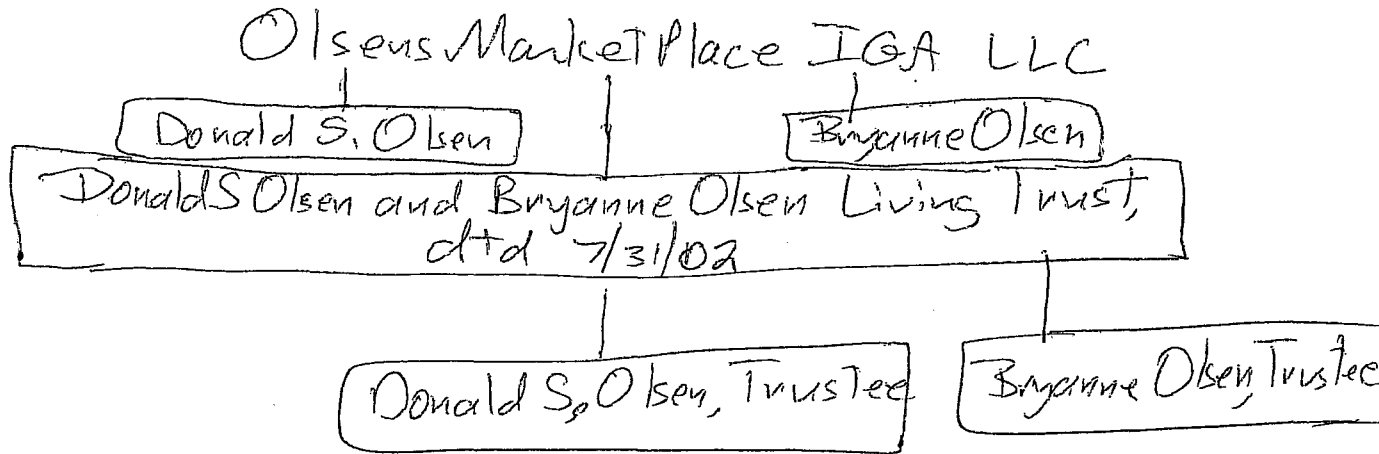 Olsens MarketPlace IGA LLC
Donald S. Olsen
Bryanne Olsen
Donald S Olsen and Bryanne Olsen Living Trust,
dtd 7/31/02
Donald S. Olsen, Trustee
Bryanne Olsen, Trustee